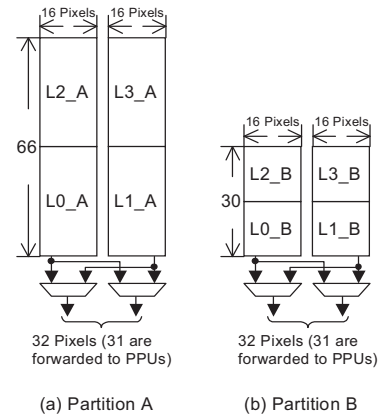 16 Pixels 16 Pixels
L2_A L3_A
66
L0_A L1_A
32 Pixels (31 are
forwarded to PPUs)
(a) Partition A
16 Pixels 16 Pixels
L2_B L3_B
30
L0_B L1_B
32 Pixels (31 are
forwarded to PPUs)
(b) Partition B